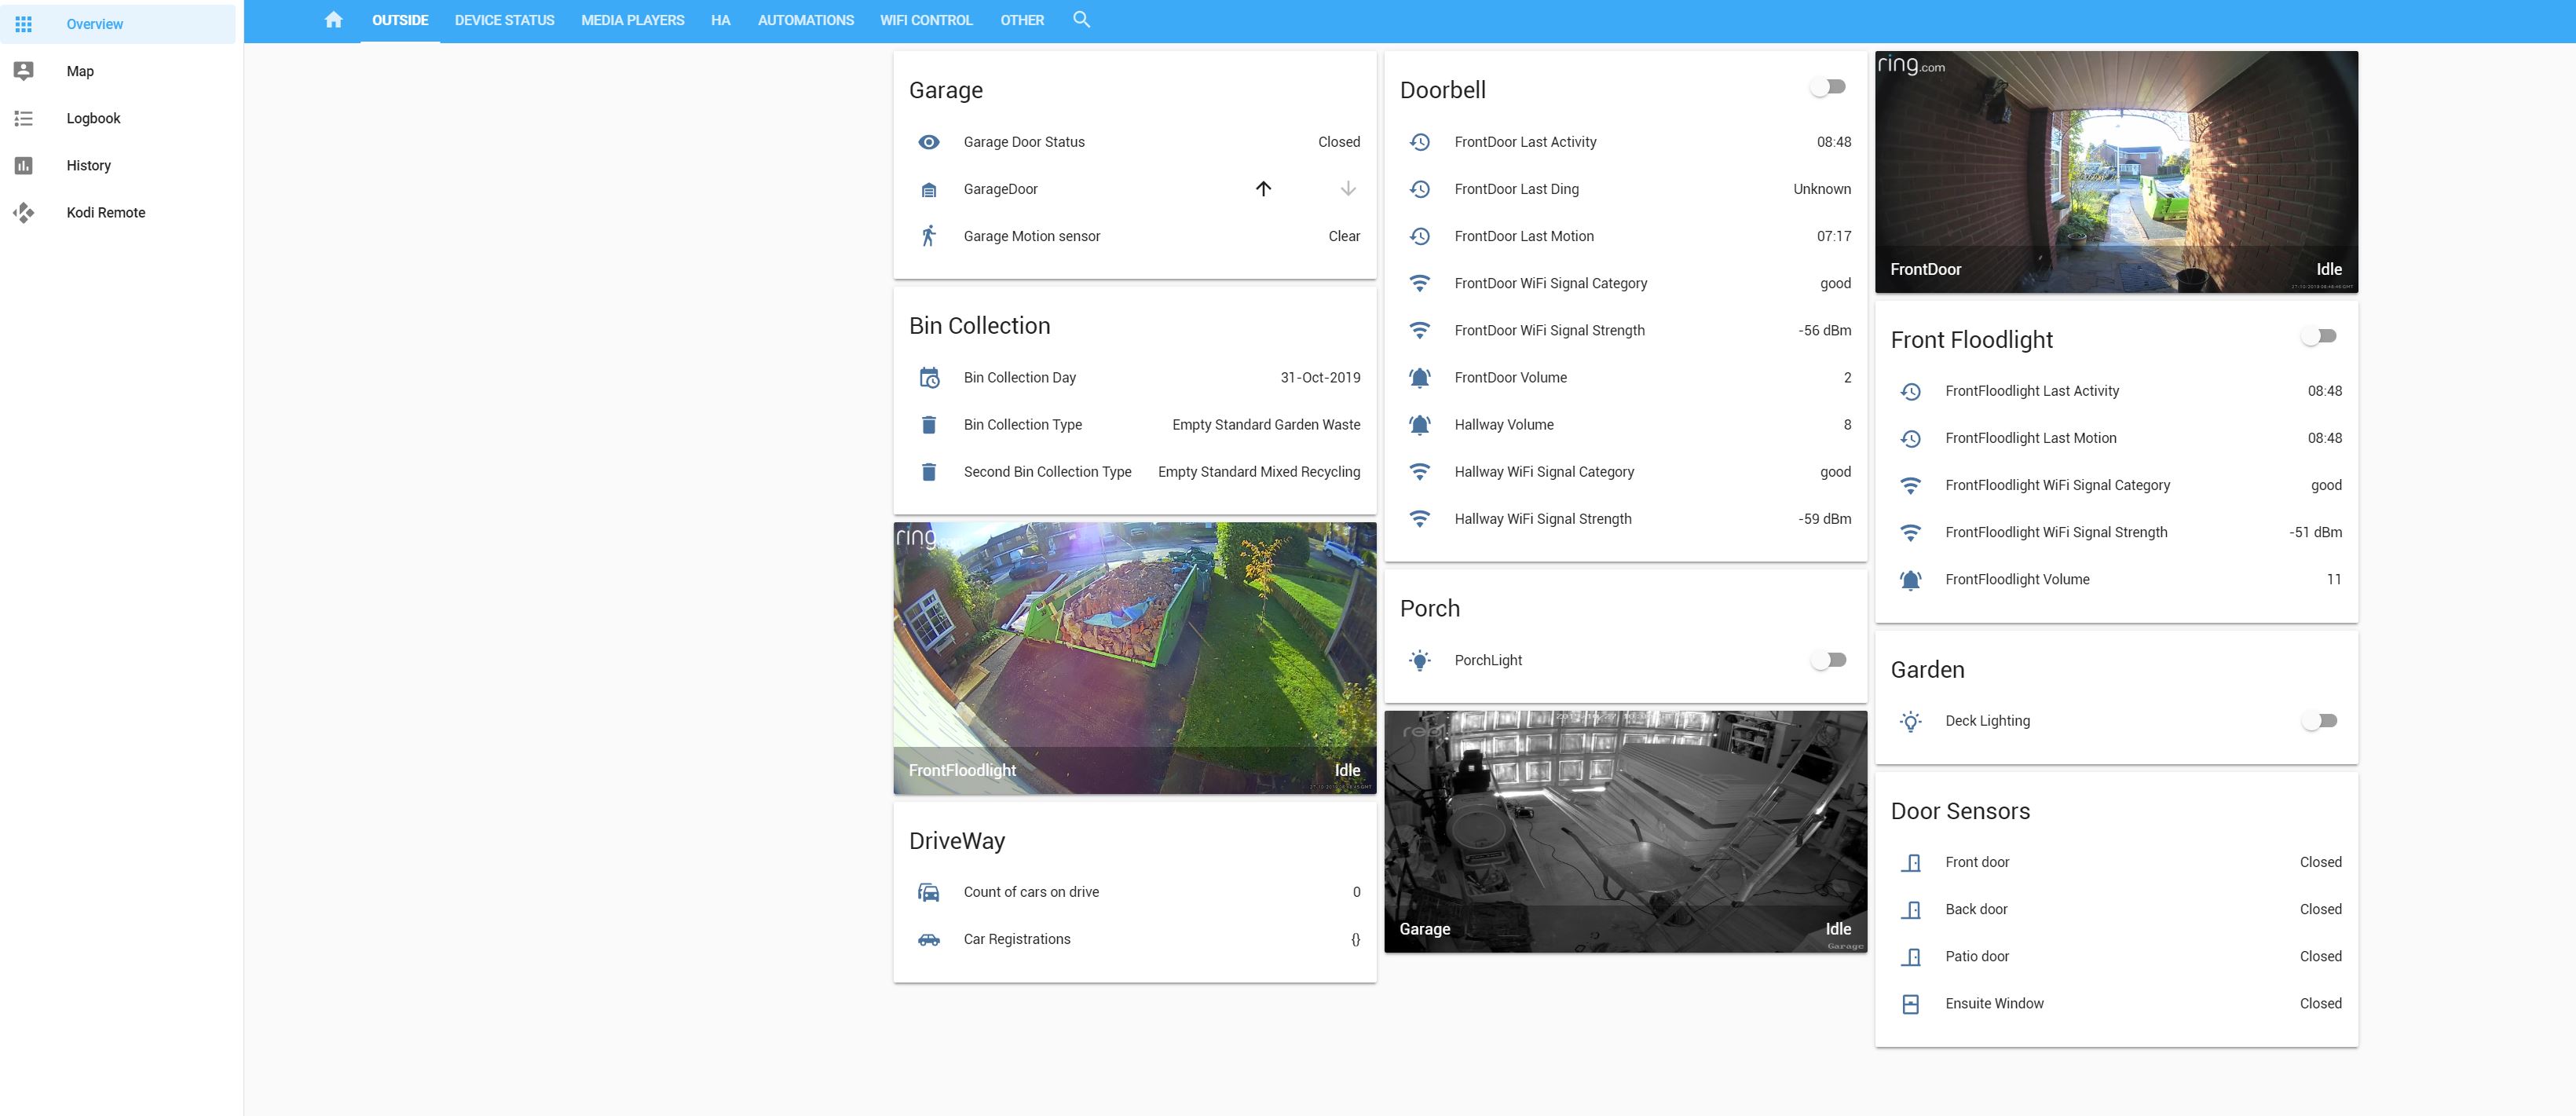 Overview
Map
Logbook
History
Kodi Remote
OUTSIDE DEVICE STATUS MEDIA PLAYERS HA AUTOMATIONS WIFI CONTROL OTHER
Garage
Garage Door Status Closed
GarageDoor
Garage Motion sensor Clear
Bin Collection
Bin Collection Day 31-Oct-2019
Bin Collection Type Empty Standard Garden Waste
Second Bin Collection Type Empty Standard Mixed Recycling
ring
FrontFloodlight Idle
DriveWay
Count of cars on drive 0
Car Registrations {}
Doorbell
FrontDoor Last Activity 08:48
FrontDoor Last Ding Unknown
FrontDoor Last Motion 07:17
FrontDoor WiFi Signal Category good
FrontDoor WiFi Signal Strength -56 dBm
FrontDoor Volume 2
Hallway Volume 8
Hallway WiFi Signal Category good
Hallway WiFi Signal Strength -59 dBm
Porch
PorchLight
Garage Idle
Garage
ring.com
FrontDoor Idle
Front Floodlight
FrontFloodlight Last Activity 08:48
FrontFloodlight Last Motion 08:48
FrontFloodlight WiFi Signal Category good
FrontFloodlight WiFi Signal Strength -51 dBm
FrontFloodlight Volume 11
Garden
Deck Lighting
Door Sensors
Front door Closed
Back door Closed
Patio door Closed
Ensuite Window Closed